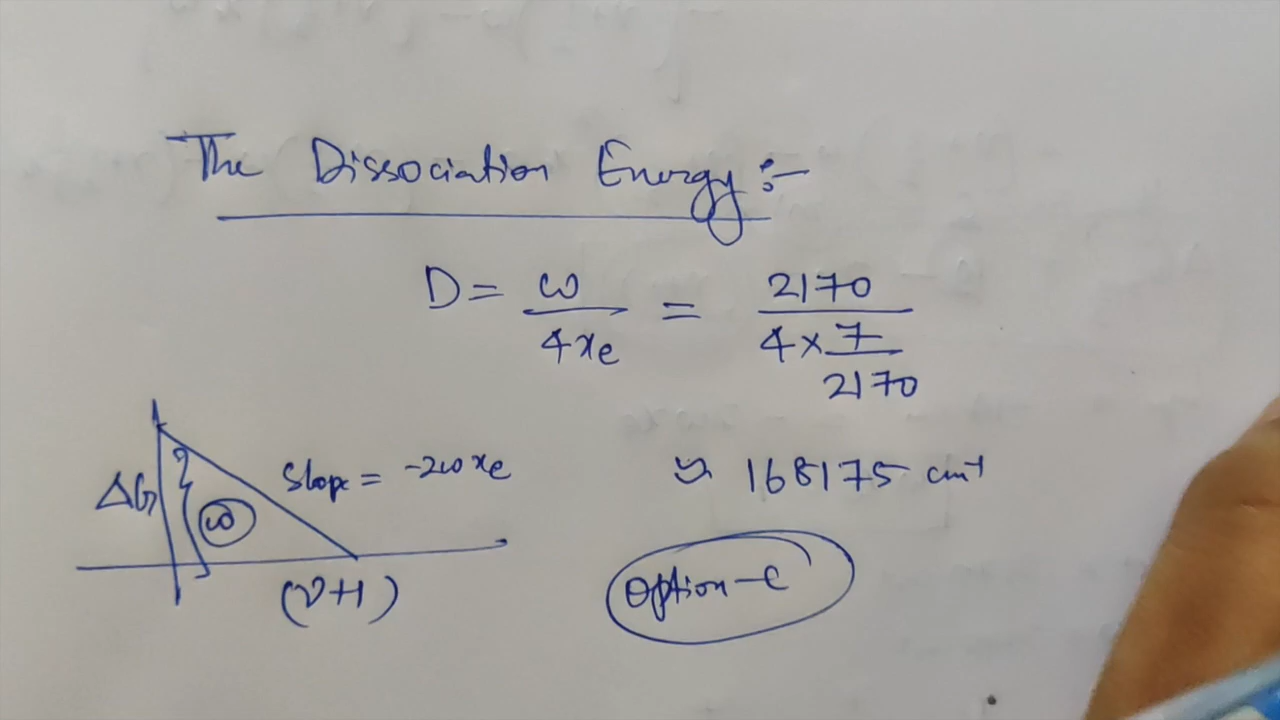 The Dissociation Energy :-
D = ω / 4xe = 2170 / 4 × 7 / 2170
≈ 168175 cm-1
ΔG
ω
Slope = -2ωxe
(v+1)
Option-C